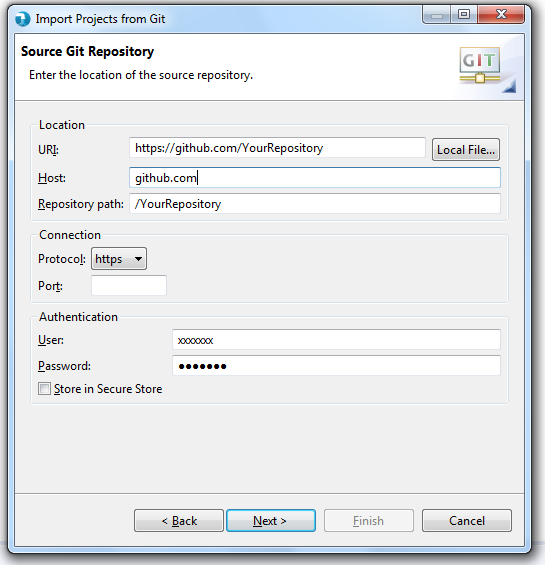 Import Projects from Git
Source Git Repository
Enter the location of the source repository.
GIT
Location
URI: https://github.com/YourRepository Local File...
Host: github.com
Repository path: /YourRepository
Connection
Protocol: https
Port:
Authentication
User: xxxxxxx
Password: ●●●●●●●
Store in Secure Store
< Back Next > Finish Cancel